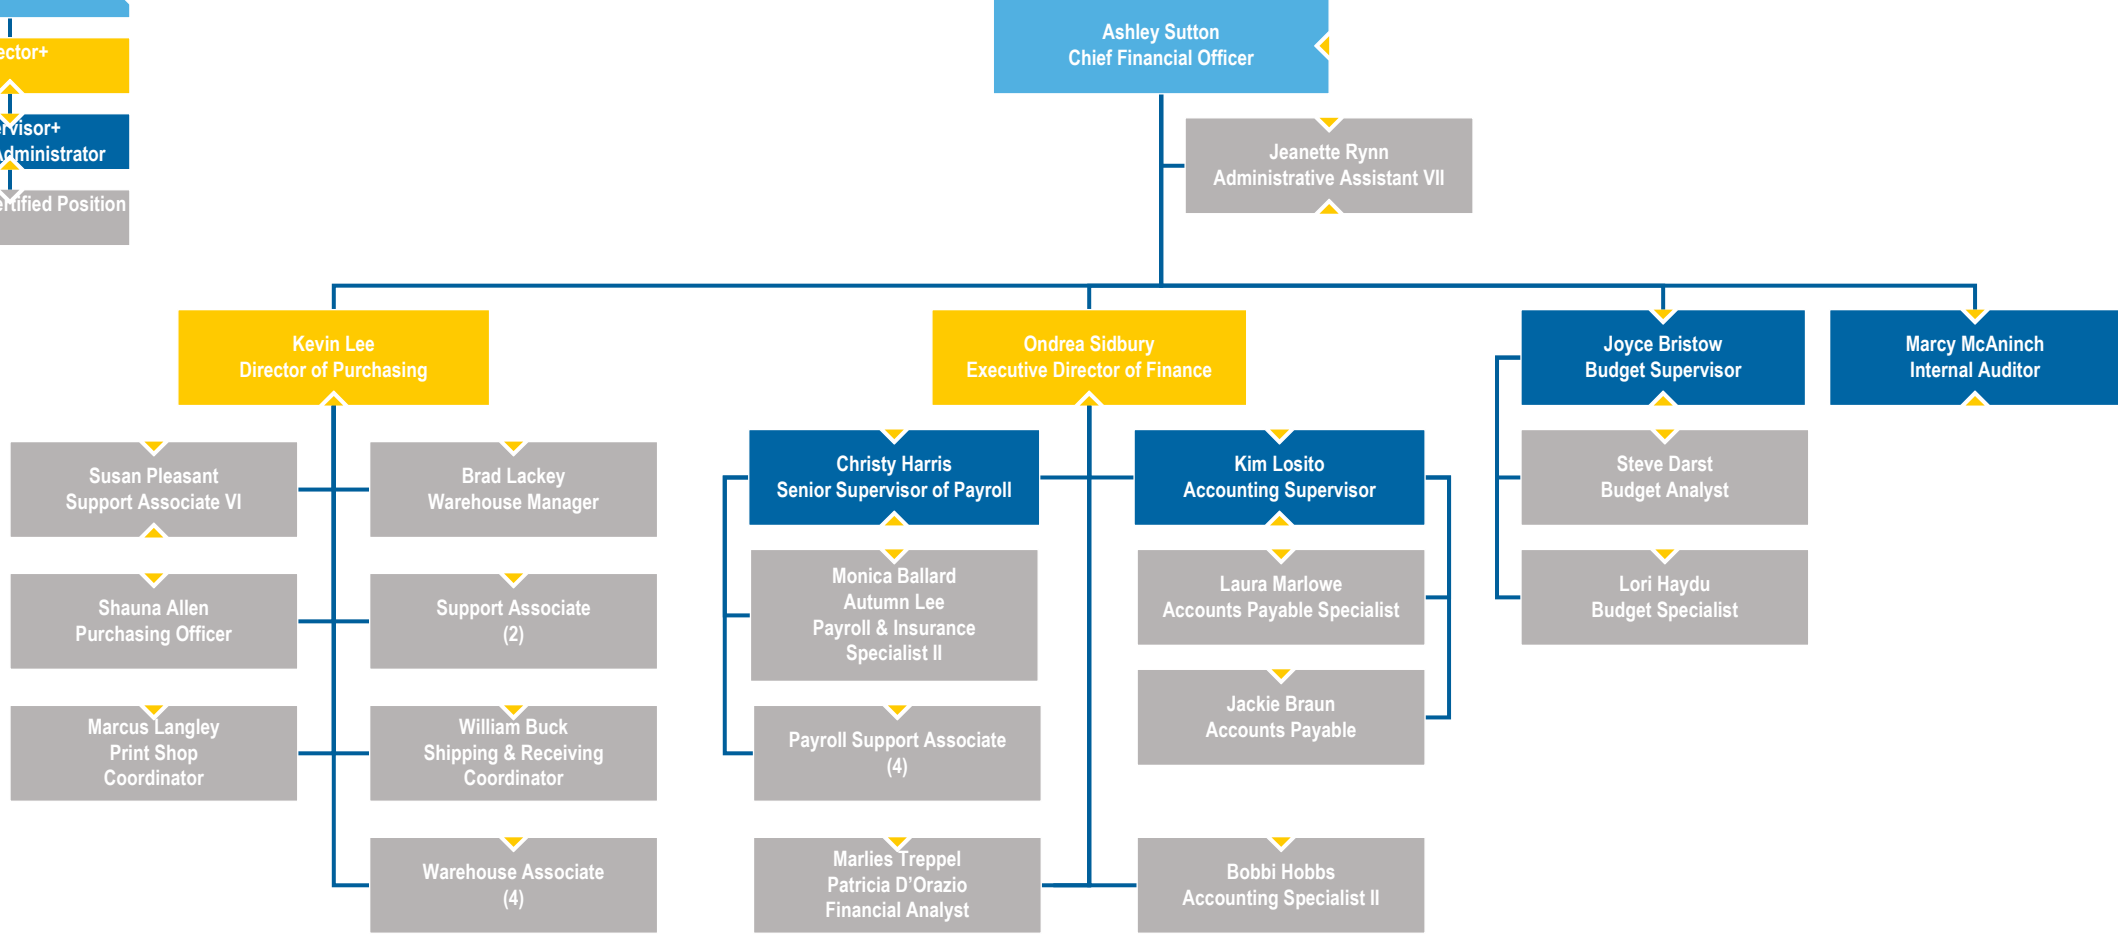 Ashley Sutton
Chief Financial Officer
Jeanette Rynn
Administrative Assistant VII
Administrator
Position
Kevin Lee
Director of Purchasing
Ondrea Sidbury
Executive Director of Finance
Joyce Bristow
Budget Supervisor
Marcy McAninch
Internal Auditor
Susan Pleasant
Support Associate VI
Brad Lackey
Warehouse Manager
Shauna Allen
Purchasing Officer
Support Associate
(2)
Marcus Langley
Print Shop
Coordinator
William Buck
Shipping & Receiving
Coordinator
Warehouse Associate
(4)
Christy Harris
Senior Supervisor of Payroll
Kim Losito
Accounting Supervisor
Monica Ballard
Autumn Lee
Payroll & Insurance
Specialist II
Laura Marlowe
Accounts Payable Specialist
Payroll Support Associate
(4)
Jackie Braun
Accounts Payable
Marlies Treppel
Patricia D’Orazio
Financial Analyst
Bobbi Hobbs
Accounting Specialist II
Steve Darst
Budget Analyst
Lori Haydu
Budget Specialist